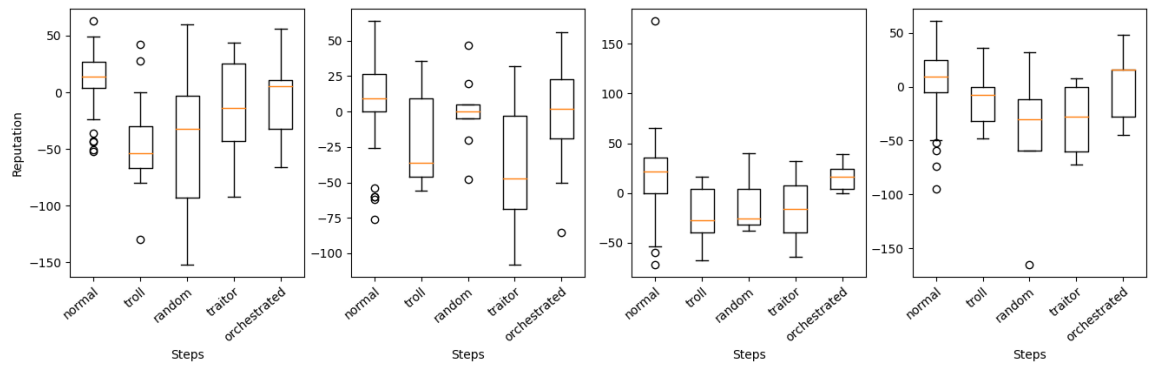 Reputation
50
0
−50
−100
−150
normal
troll
random
traitor
orchestrated
Steps
50
25
0
−25
−50
−75
−100
normal
troll
random
traitor
orchestrated
Steps
150
100
50
0
−50
normal
troll
random
traitor
orchestrated
Steps
50
0
−50
−100
−150
normal
troll
random
traitor
orchestrated
Steps